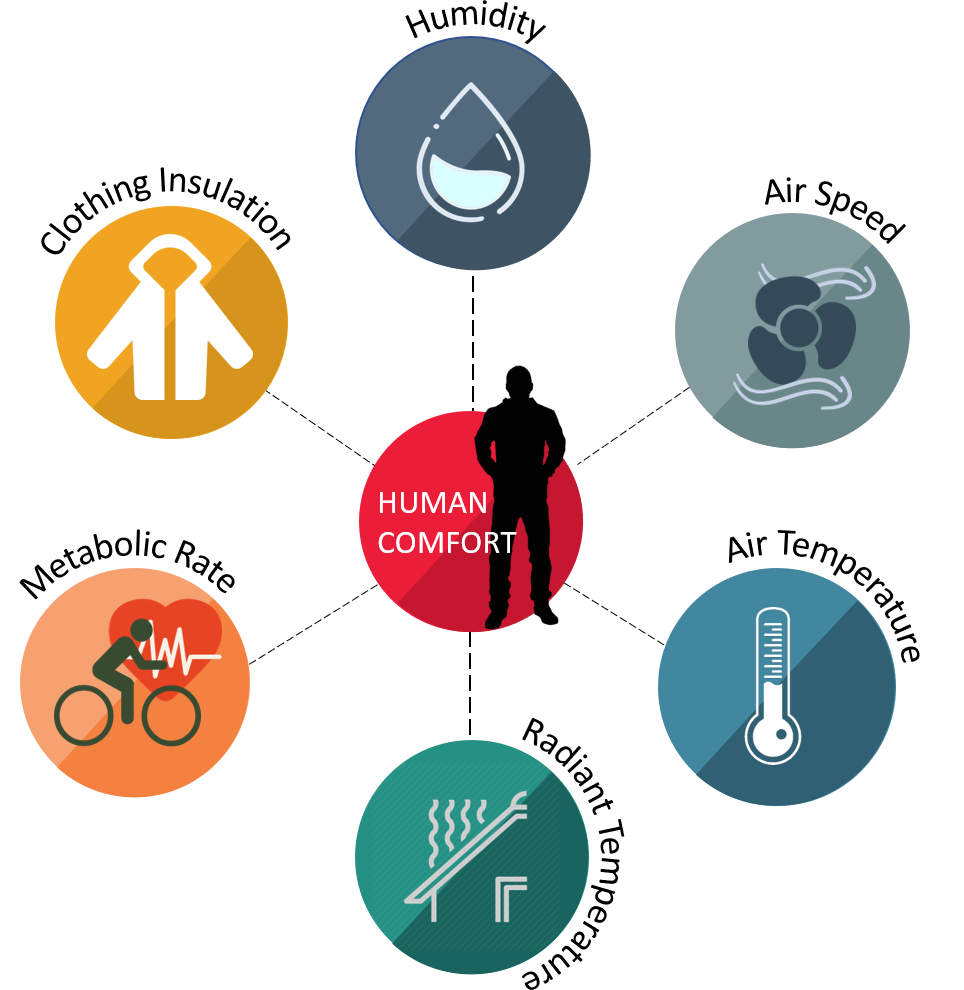 Humidity
Clothing Insulation
Air Speed
HUMAN
COMFORT
Metabolic Rate
Air Temperature
Radiant Temperature